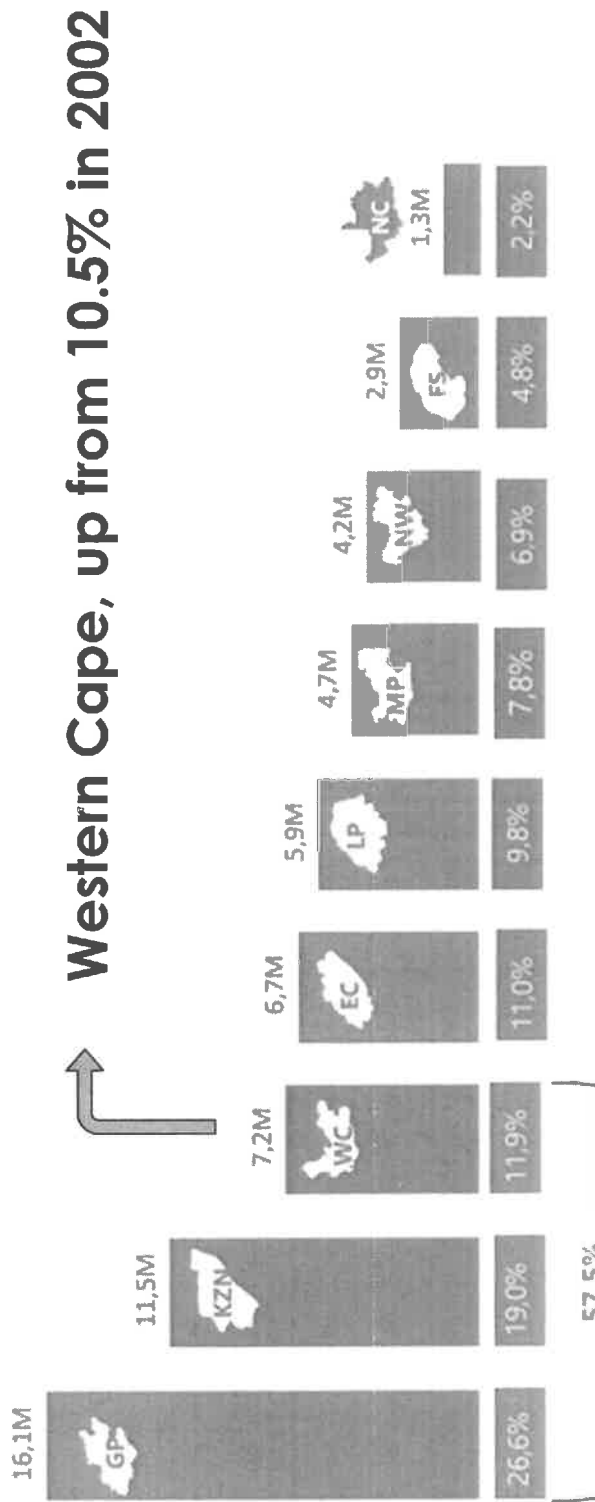 Western Cape, up from 10.5% in 2002
16,1M
11,5M
7,2M
6,7M
5,9M
4,7M
4,2M
2,9M
1,3M
GP
KZN
WC
EC
LP
MP
NW
FS
NC
26,6%
19,0%
11,9%
11,0%
9,8%
7,8%
6,9%
4,8%
2,2%
57,5%